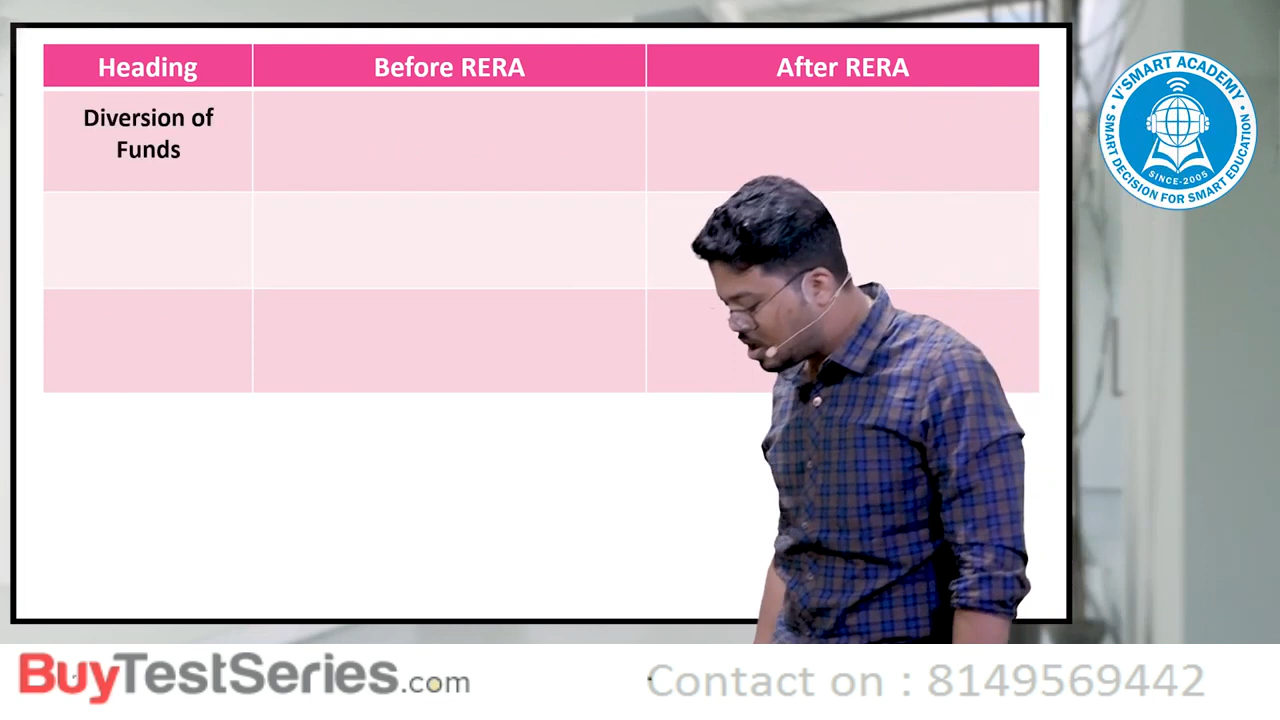 Heading Before RERA After RERA
Diversion of
Funds
V'SMART ACADEMY
SMART DECISION FOR SMART EDUCATION
SINCE-2005
BuyTestSeries.com
Contact on : 8149569442